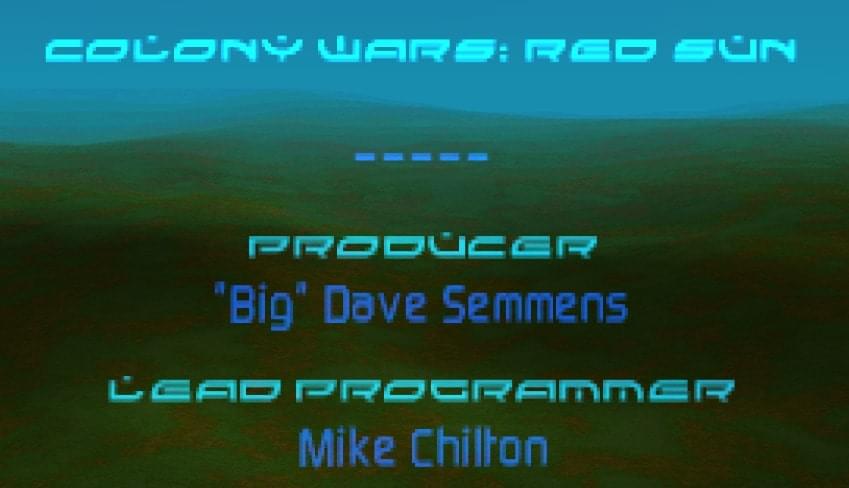 COLONY WARS: RED SUN
-----
PRODUCER
"Big" Dave Semmens
LEAD PROGRAMMER
Mike Chilton